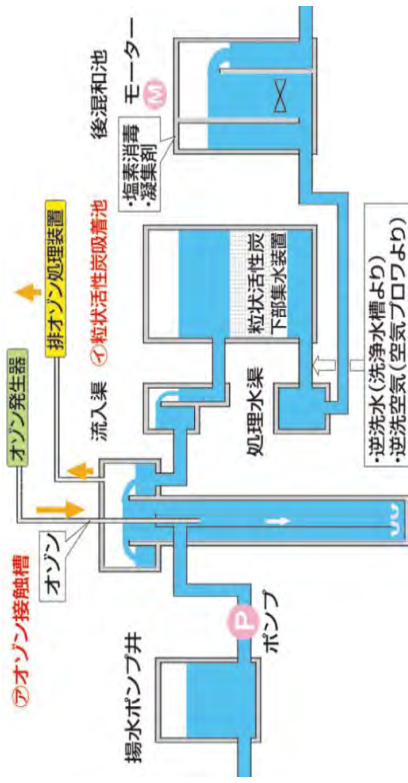 ㋐オゾン接触槽
オゾン発生器
排オゾン処理装置
オゾン
流入渠
㋑粒状活性炭吸着池
後混和池
モーター
M
・塩素消毒
・凝集剤
粒状活性炭
下部集水装置
処理水渠
揚水ポンプ井
P
ポンプ
・逆洗水(洗浄水槽より)
・逆洗空気(空気ブロワより)